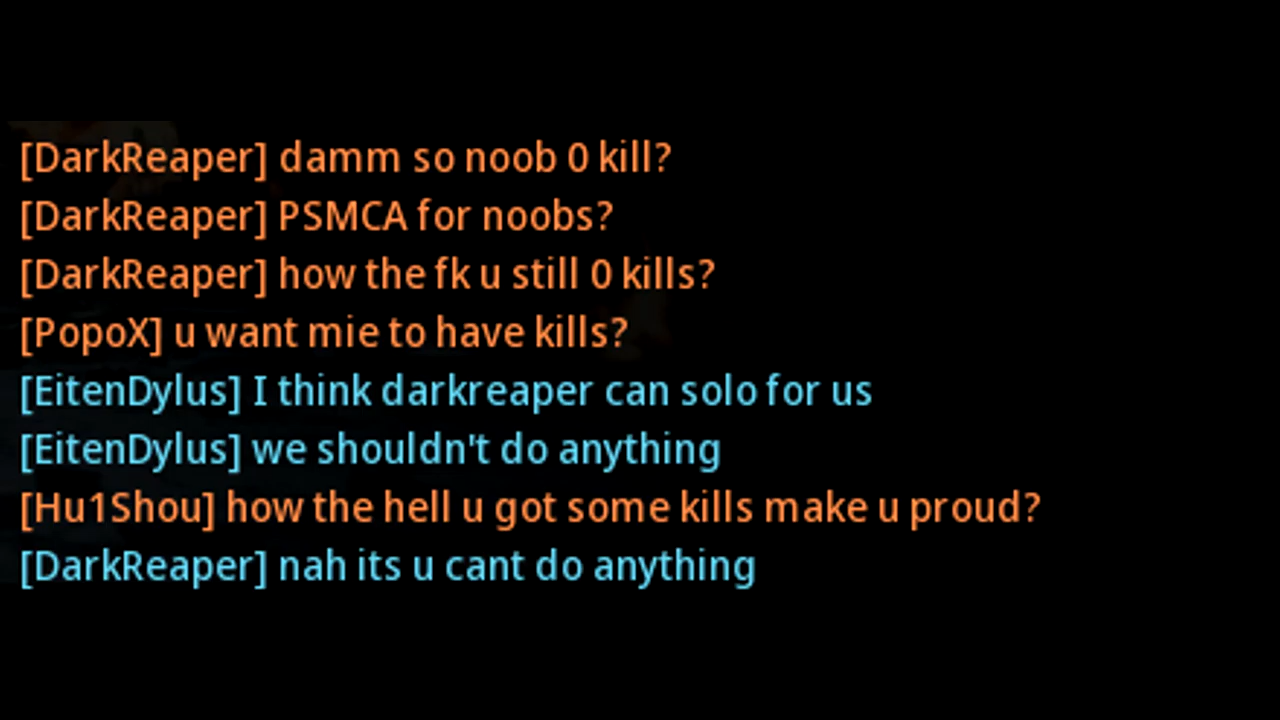 [DarkReaper] damm so noob 0 kill?
[DarkReaper] PSMCA for noobs?
[DarkReaper] how the fk u still 0 kills?
[PopoX] u want mie to have kills?
[EitenDylus] I think darkreaper can solo for us
[EitenDylus] we shouldn't do anything
[Hu1Shou] how the hell u got some kills make u proud?
[DarkReaper] nah its u cant do anything